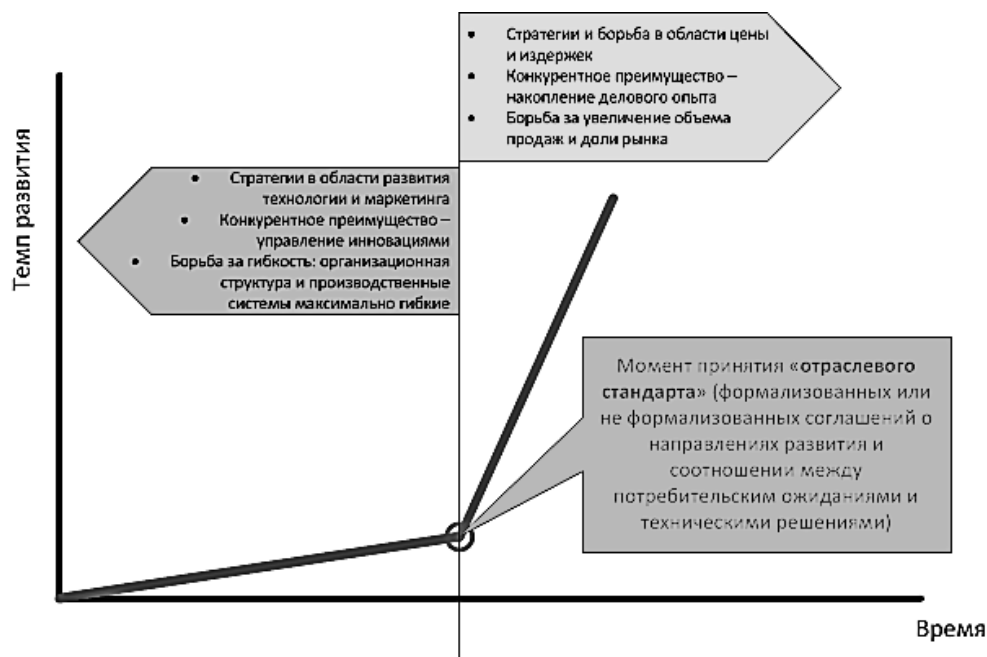 • Стратегии и борьба в области цены
и издержек
• Конкурентное преимущество –
накопление делового опыта
• Борьба за увеличение объема
продаж и доли рынка
• Стратегии в области развития
технологии и маркетинга
• Конкурентное преимущество –
управление инновациями
• Борьба за гибкость: организационная
структура и производственные
системы максимально гибкие
Темп развития
Момент принятия «отраслевого
стандарта» (формализованных или
не формализованных соглашений о
направлениях развития и
соотношении между
потребительским ожиданиями и
техническими решениями)
Время